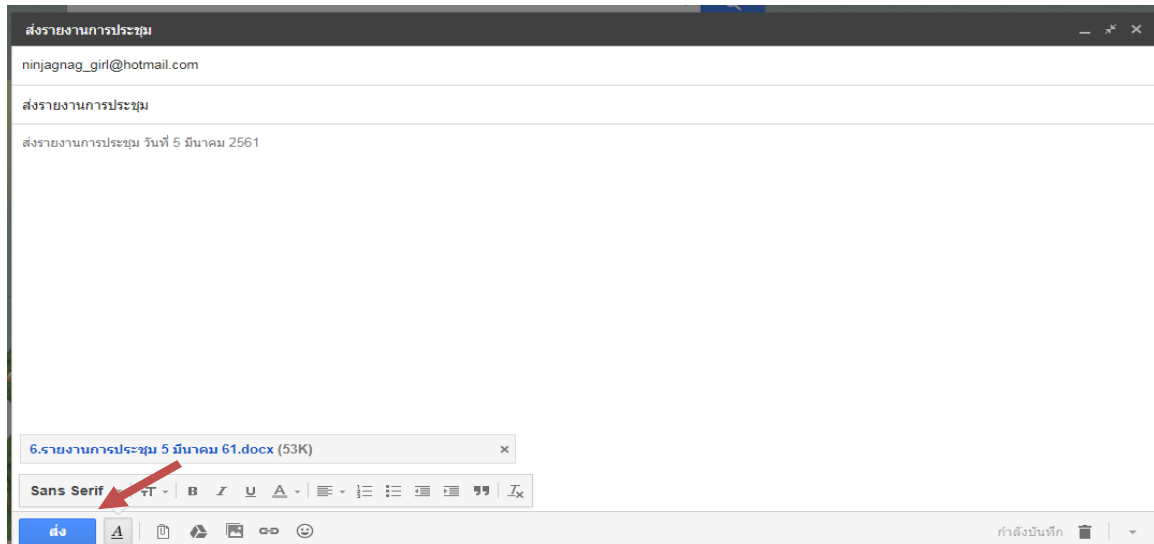 ส่งรายงานการประชุม
ninjagnag_girl@hotmail.com
ส่งรายงานการประชุม
ส่งรายงานการประชุม วันที่ 5 มีนาคม 2561
6.รายงานการประชุม 5 มีนาคม 61.docx (53K)
Sans Serif
ส่ง
กำลังบันทึก